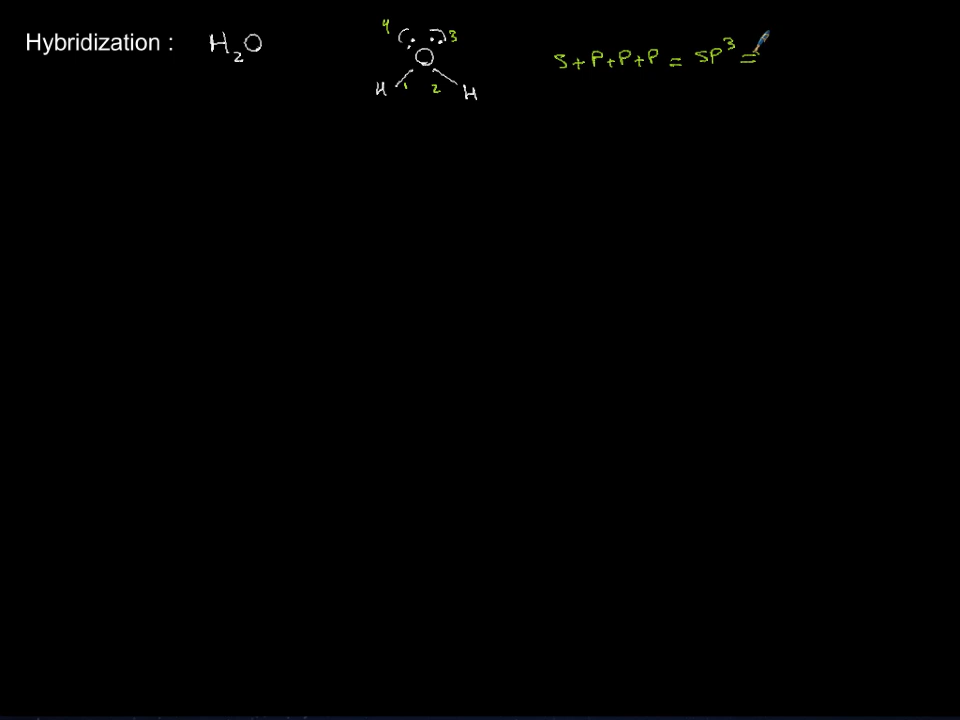 Hybridization : H2O
4 3
O S+P+P+P = SP3 =
H 1 2 H